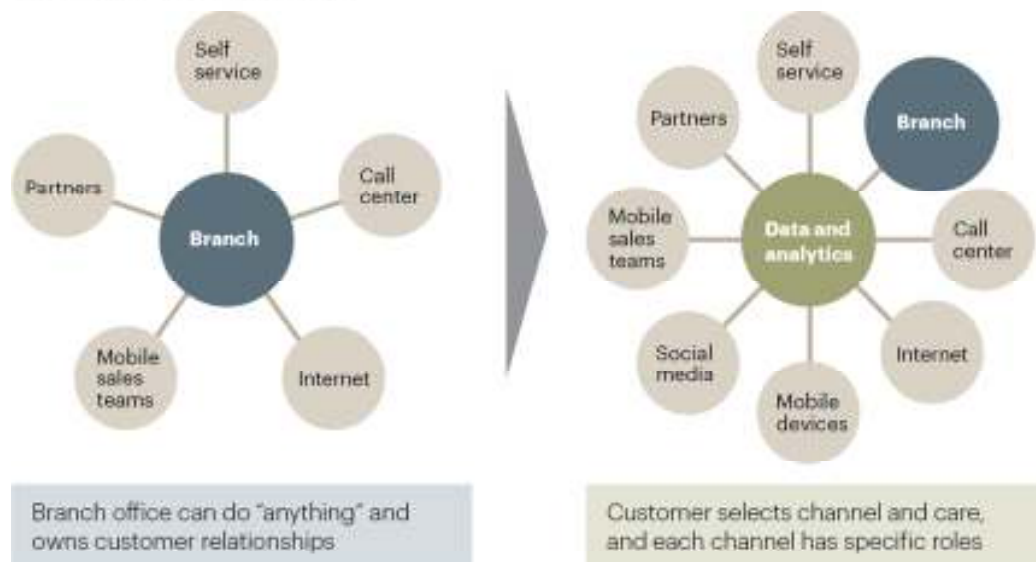 Self
service
Partners
Call
center
Branch
Mobile
sales
teams
Internet
Branch office can do "anything" and
owns customer relationships
Self
service
Partners
Branch
Mobile
sales
teams
Data and
analytics
Call
center
Social
media
Internet
Mobile
devices
Customer selects channel and care,
and each channel has specific roles